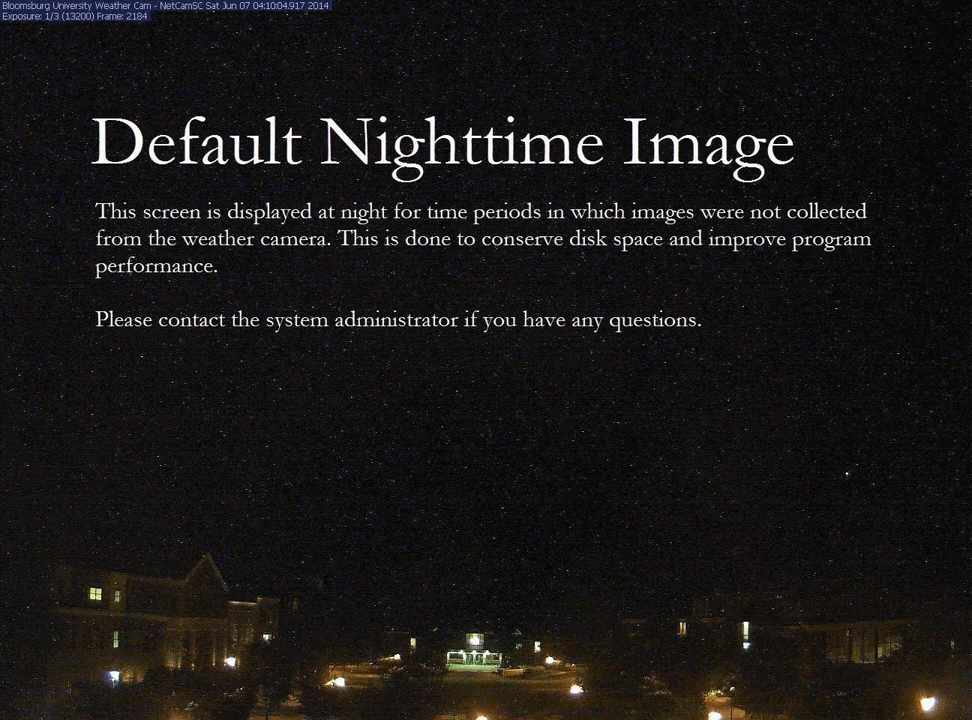 Bloomsburg University Weather Cam - NetCamSC Sat Jun 07 04:10:04.917 2014
Exposure: 1/3 (13200) Frame: 2184
Default Nighttime Image
This screen is displayed at night for time periods in which images were not collected
from the weather camera. This is done to conserve disk space and improve program
performance.
Please contact the system administrator if you have any questions.